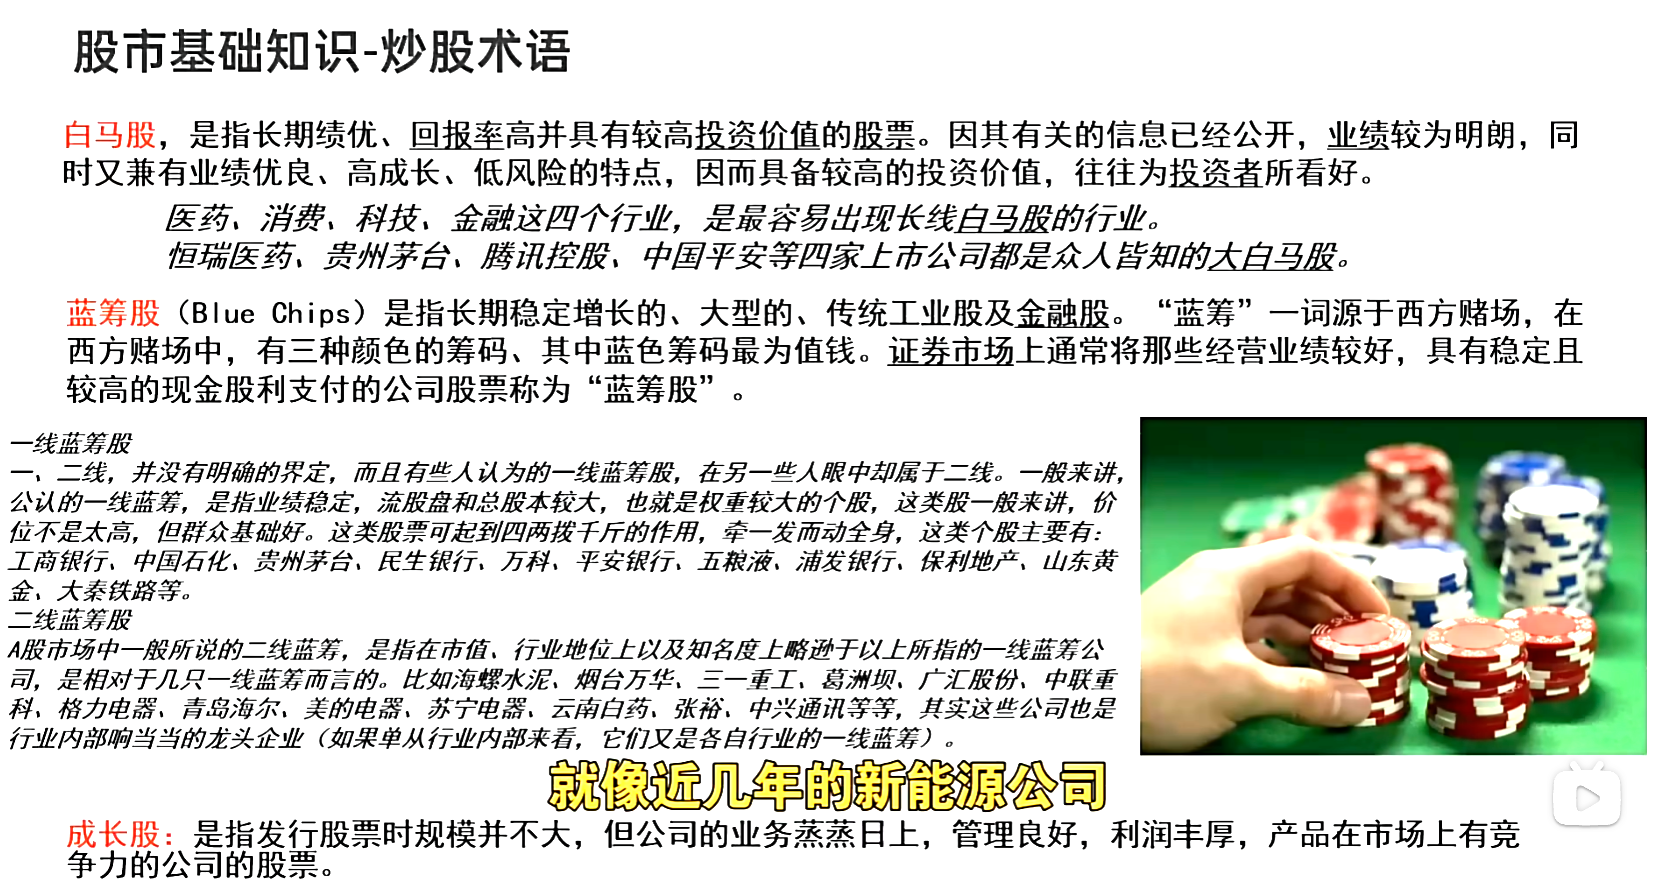 股市基础知识-炒股术语
白马股，是指长期绩优、回报率高并具有较高投资价值的股票。因其有关的信息已经公开，业绩较为明朗，同
时又兼有业绩优良、高成长、低风险的特点，因而具备较高的投资价值，往往为投资者所看好。
医药、消费、科技、金融这四个行业，是最容易出现长线白马股的行业。
恒瑞医药、贵州茅台、腾讯控股、中国平安等四家上市公司都是众人皆知的大白马股。
蓝筹股（Blue Chips）是指长期稳定增长的、大型的、传统工业股及金融股。“蓝筹”一词源于西方赌场，在
西方赌场中，有三种颜色的筹码、其中蓝色筹码最为值钱。证券市场上通常将那些经营业绩较好，具有稳定且
较高的现金股利支付的公司股票称为“蓝筹股”。
一线蓝筹股
一、二线，并没有明确的界定，而且有些人认为的一线蓝筹股，在另一些人眼中却属于二线。一般来讲，
公认的一线蓝筹，是指业绩稳定，流股盘和总股本较大，也就是权重较大的个股，这类股一般来讲，价
位不是太高，但群众基础好。这类股票可起到四两拨千斤的作用，牵一发而动全身，这类个股主要有：
工商银行、中国石化、贵州茅台、民生银行、万科、平安银行、五粮液、浦发银行、保利地产、山东黄
金、大秦铁路等。
二线蓝筹股
A股市场中一般所说的二线蓝筹，是指在市值、行业地位上以及知名度上略逊于以上所指的一线蓝筹公
司，是相对于几只一线蓝筹而言的。比如海螺水泥、烟台万华、三一重工、葛洲坝、广汇股份、中联重
科、格力电器、青岛海尔、美的电器、苏宁电器、云南白药、张裕、中兴通讯等等，其实这些公司也是
行业内部响当当的龙头企业（如果单从行业内部来看，它们又是各自行业的一线蓝筹）。
就像近几年的新能源公司
成长股：是指发行股票时规模并不大，但公司的业务蒸蒸日上，管理良好，利润丰厚，产品在市场上有竞
争力的公司的股票。